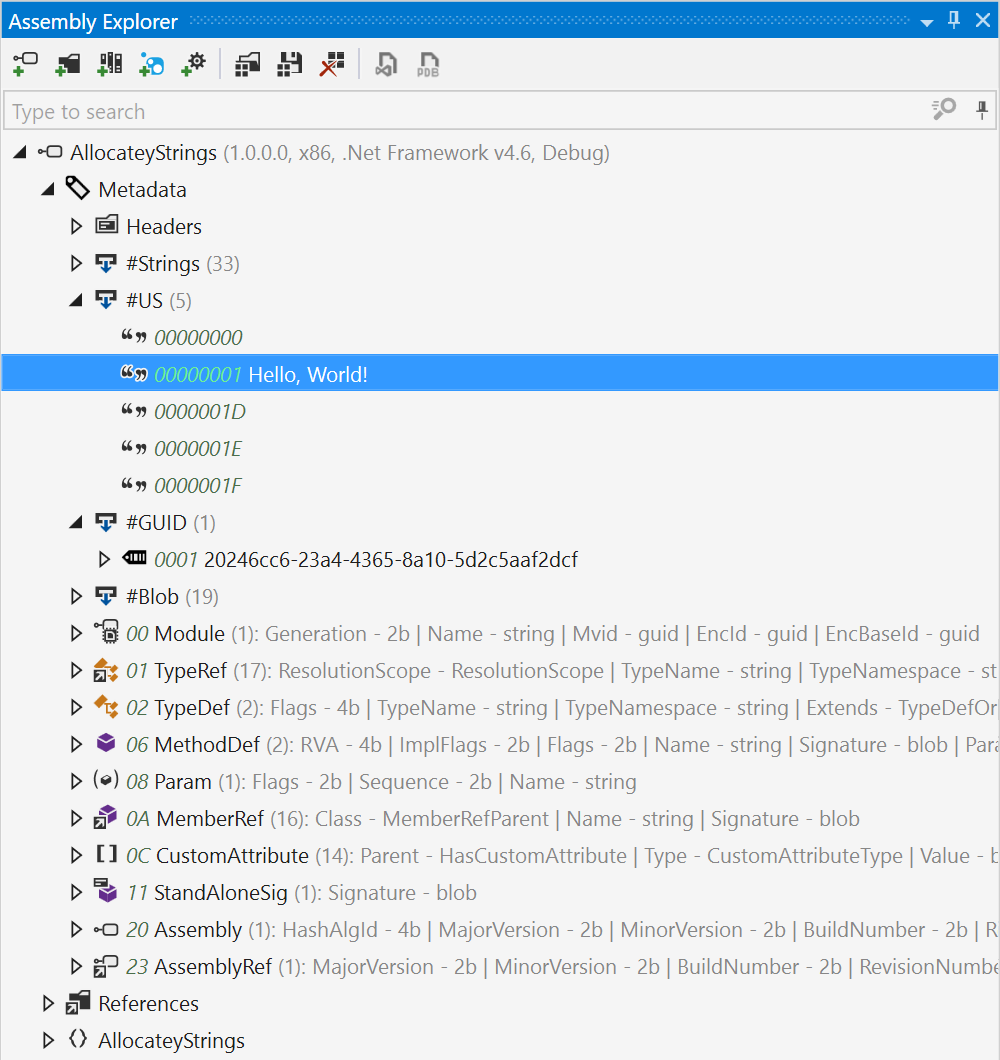 Assembly Explorer
PDB
Type to search
AllocateyStrings (1.0.0.0, x86, .Net Framework v4.6, Debug)
Metadata
Headers
#Strings (33)
#US (5)
“” 00000000
“” 00000001 Hello, World!
“” 0000001D
“” 0000001E
“” 0000001F
#GUID (1)
0001 20246cc6-23a4-4365-8a10-5d2c5aaf2dcf
#Blob (19)
00 Module (1): Generation - 2b | Name - string | Mvid - guid | EncId - guid | EncBaseId - guid
01 TypeRef (17): ResolutionScope - ResolutionScope | TypeName - string | TypeNamespace - st
02 TypeDef (2): Flags - 4b | TypeName - string | TypeNamespace - string | Extends - TypeDefOr
06 MethodDef (2): RVA - 4b | ImplFlags - 2b | Flags - 2b | Name - string | Signature - blob | Para
08 Param (1): Flags - 2b | Sequence - 2b | Name - string
0A MemberRef (16): Class - MemberRefParent | Name - string | Signature - blob
0C CustomAttribute (14): Parent - HasCustomAttribute | Type - CustomAttributeType | Value - b
11 StandAloneSig (1): Signature - blob
20 Assembly (1): HashAlgId - 4b | MajorVersion - 2b | MinorVersion - 2b | BuildNumber - 2b | R
23 AssemblyRef (1): MajorVersion - 2b | MinorVersion - 2b | BuildNumber - 2b | RevisionNumbe
References
AllocateyStrings